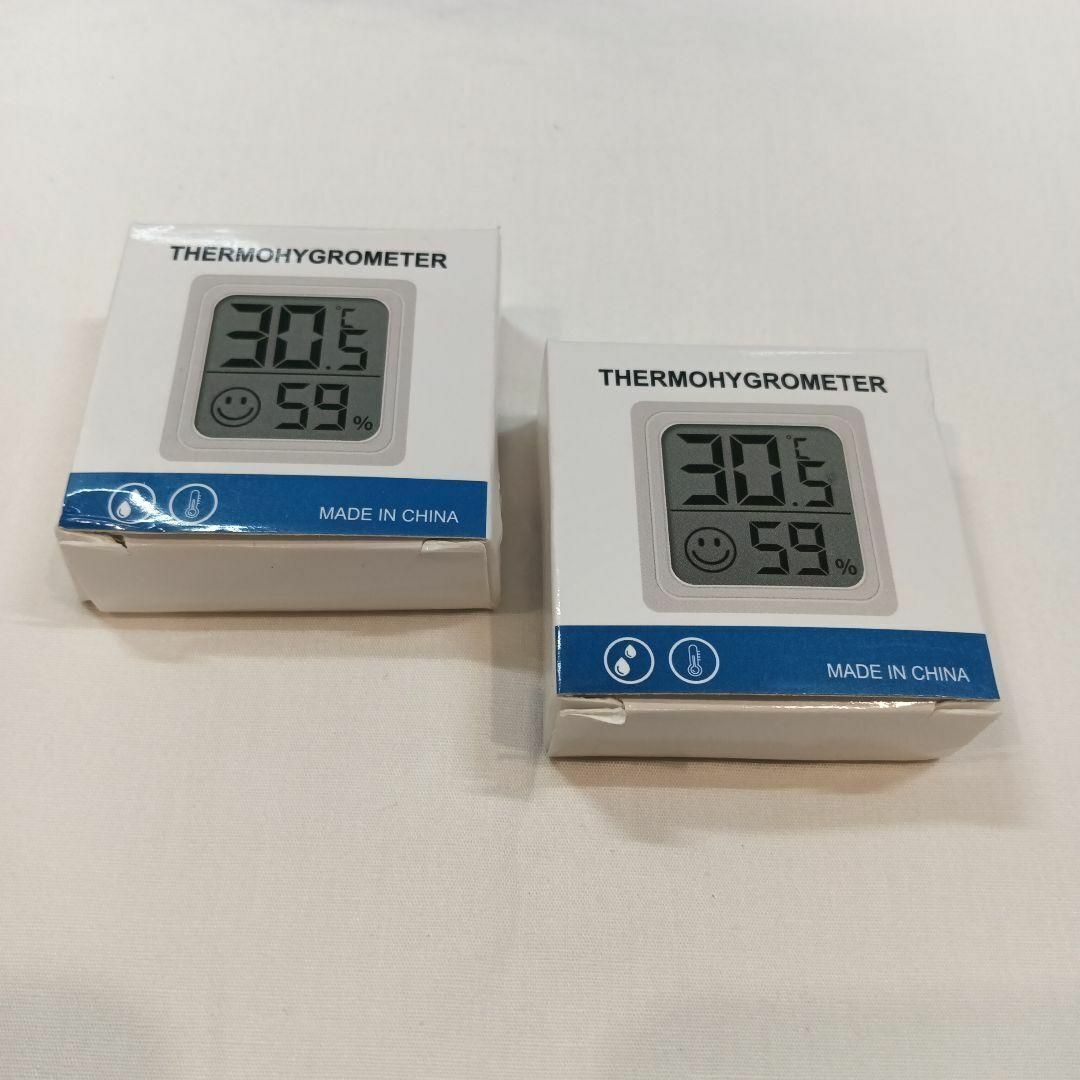 THERMOHYGROMETER
30.5 °C
59 %
MADE IN CHINA
THERMOHYGROMETER
30.5 °C
59 %
MADE IN CHINA